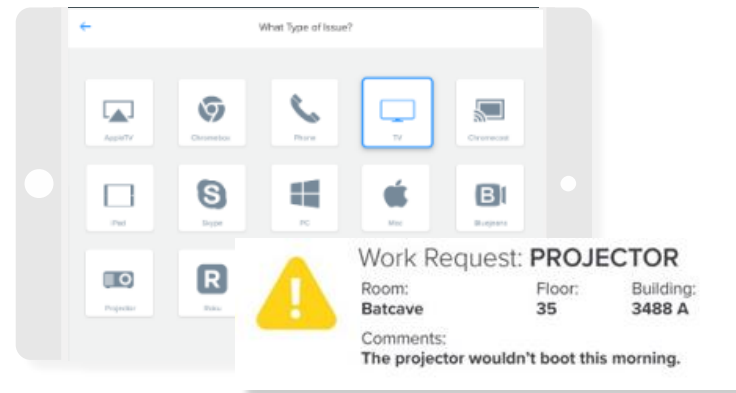 What Type of Issue?
AppleTV
Chromebox
Phone
TV
Chromecast
iPad
Skype
PC
Mac
Bluejeans
Projector
Roku
Work Request: PROJECTOR
Room: Floor: Building:
Batcave 35 3488 A
Comments:
The projector wouldn't boot this morning.